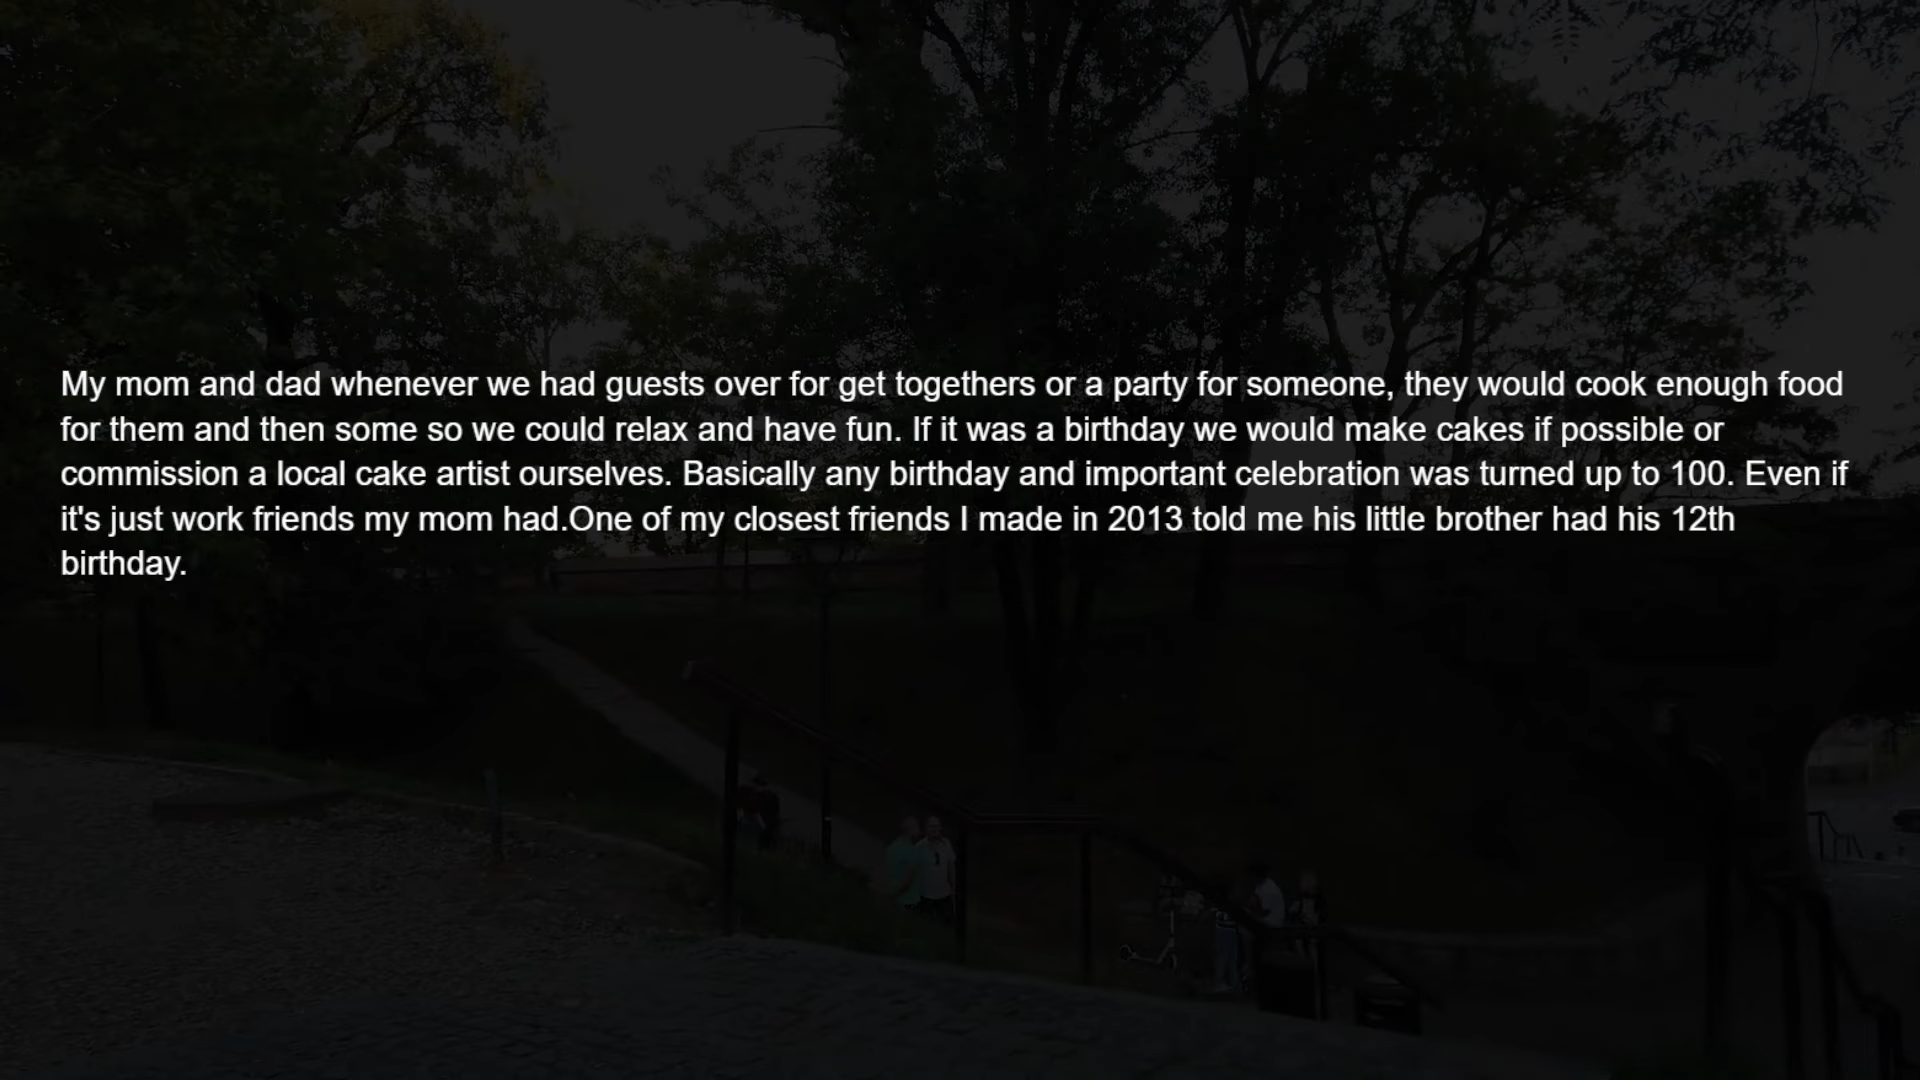 My mom and dad whenever we had guests over for get togethers or a party for someone, they would cook enough food
for them and then some so we could relax and have fun. If it was a birthday we would make cakes if possible or
commission a local cake artist ourselves. Basically any birthday and important celebration was turned up to 100. Even if
it's just work friends my mom had.One of my closest friends I made in 2013 told me his little brother had his 12th
birthday.